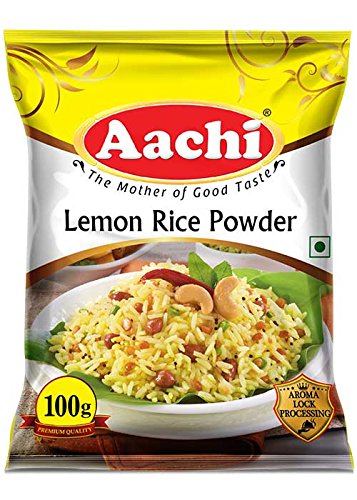 Aachi®
The Mother of Good Taste
Lemon Rice Powder
100g
PREMIUM QUALITY
AROMA
LOCK
PROCESSING